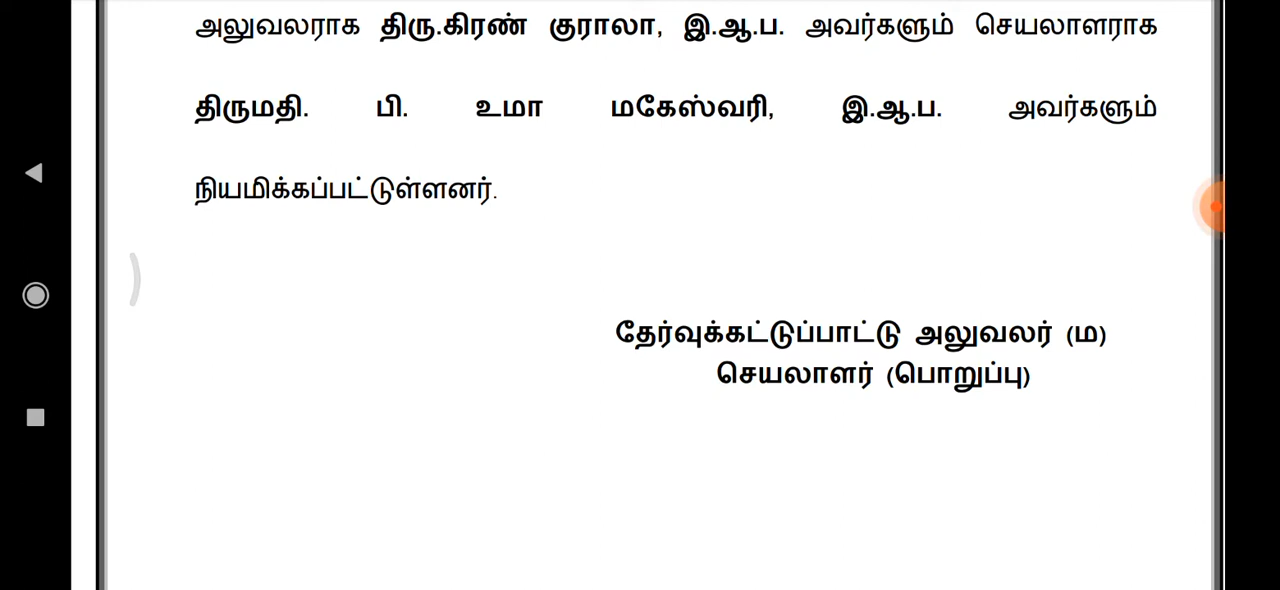 அலுவலராக திரு.கிரண் குராலா, இ.ஆ.ப. அவர்களும் செயலாளராக
திருமதி. பி. உமா மகேஸ்வரி, இ.ஆ.ப. அவர்களும்
நியமிக்கப்பட்டுள்ளனர்.
தேர்வுக்கட்டுப்பாட்டு அலுவலர் (ம)
செயலாளர் (பொறுப்பு)